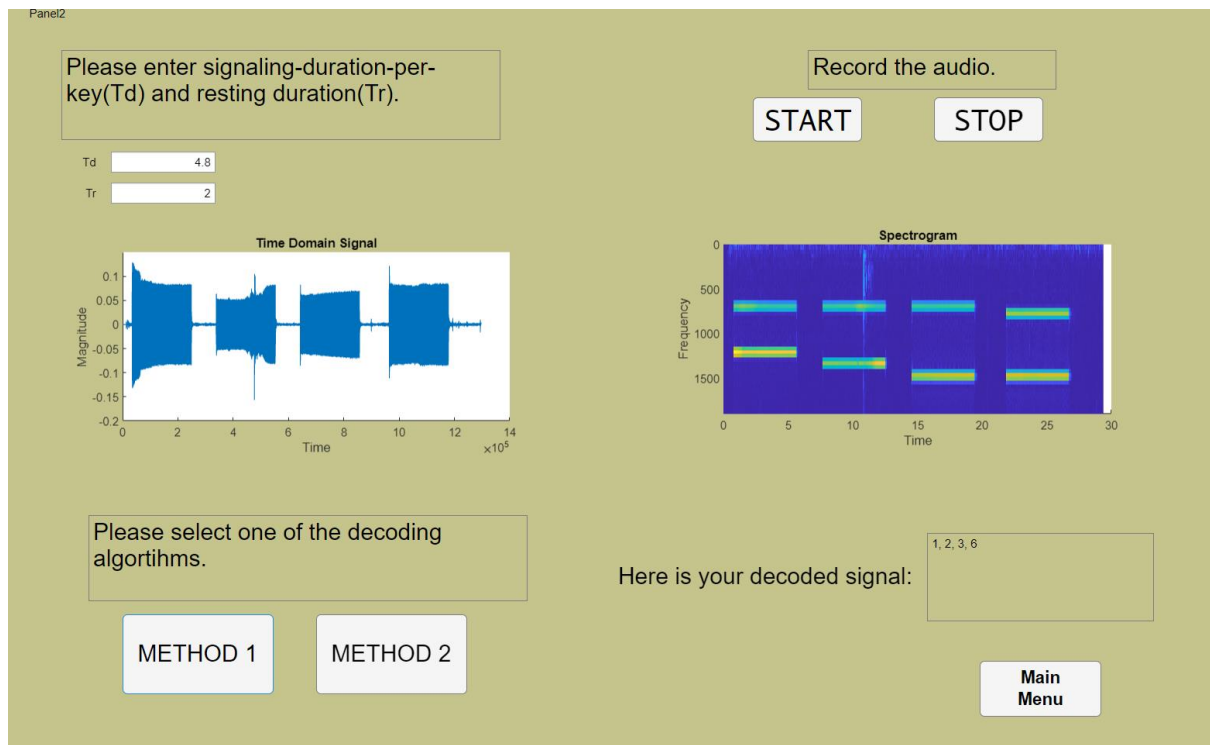 Panel2
Please enter signaling-duration-per-
key(Td) and resting duration(Tr).
Td
4.8
Tr
2
Record the audio.
START
STOP
Time Domain Signal
Magnitude
0.1
0.05
0
-0.05
-0.1
-0.15
-0.2
0 2 4 6 8 10 12 14
Time
×10⁵
Spectrogram
Frequency
0
500
1000
1500
0 5 10 15 20 25 30
Time
Please select one of the decoding
algortihms.
METHOD 1
METHOD 2
Here is your decoded signal:
1, 2, 3, 6
Main
Menu